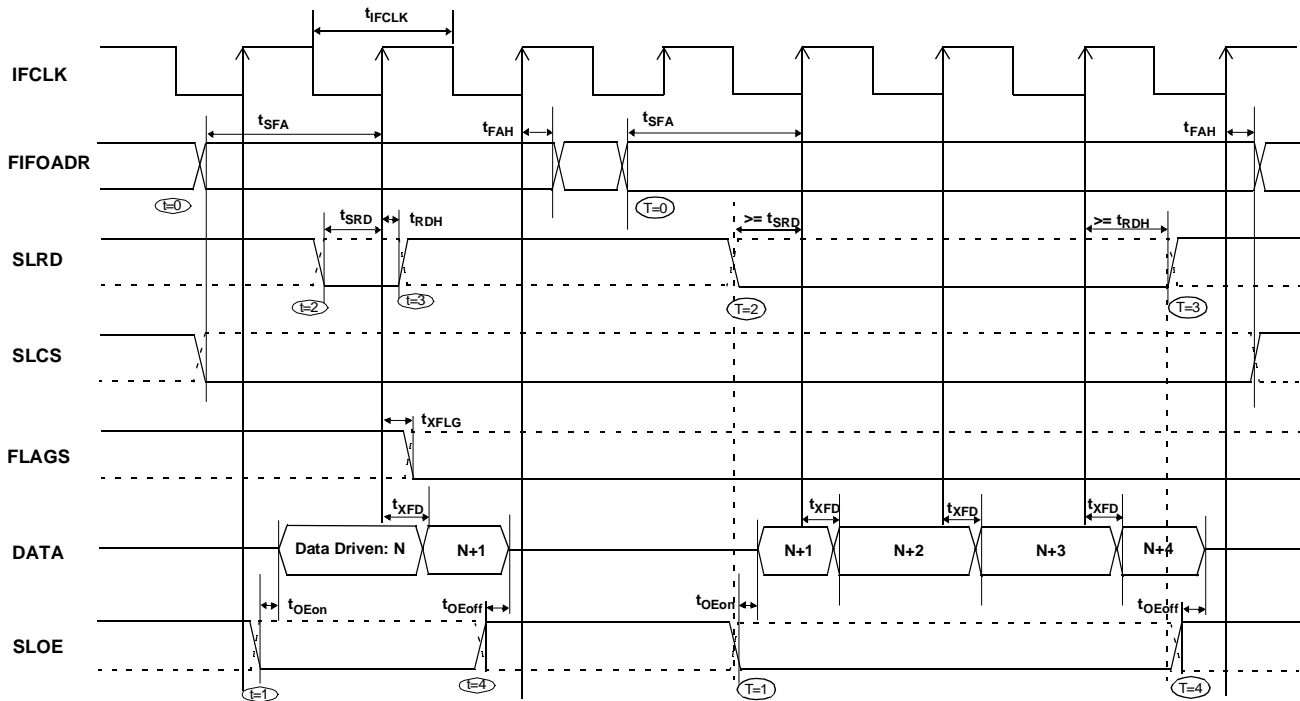 tIFCLK
IFCLK
tSFA
tFAH
tSFA
tFAH
FIFOADR
t=0
T=0
tSRD
tRDH
>= tSRD
>= tRDH
SLRD
t=2
t=3
T=2
T=3
SLCS
tXFLG
FLAGS
tXFD
tXFD
tXFD
tXFD
DATA
Data Driven: N
N+1
N+1
N+2
N+3
N+4
tOEon
tOEoff
tOEon
tOEoff
SLOE
t=1
t=4
T=1
T=4